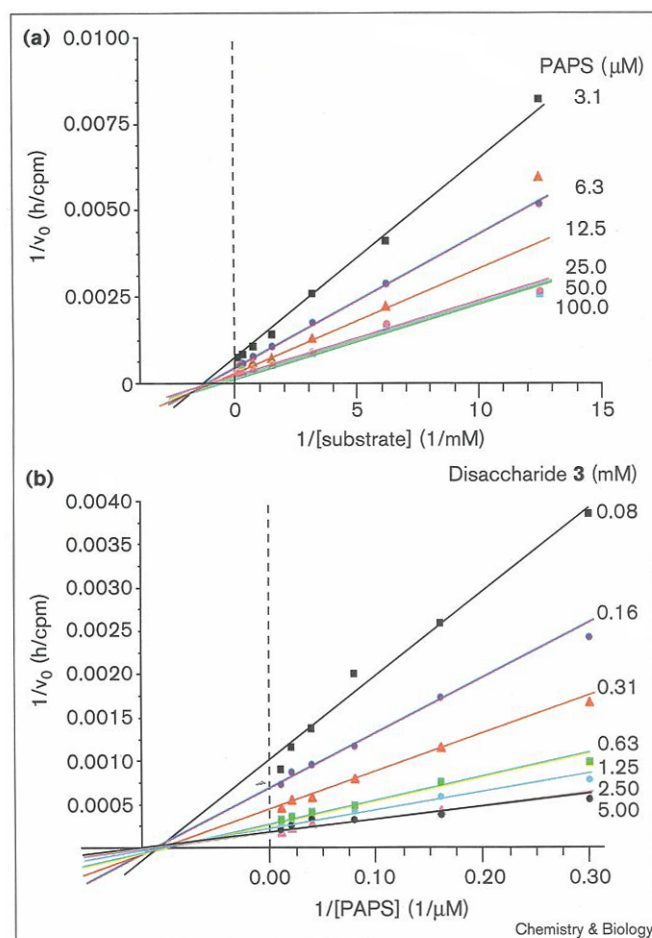 (a)
0.0100
PAPS (μM)
3.1
0.0075
6.3
1/v0 (h/cpm)
0.0050
12.5
25.0
0.0025
50.0
100.0
0
0 5 10 15
1/[substrate] (1/mM)
(b)
Disaccharide 3 (mM)
0.0040
0.08
0.0035
0.0030
0.16
0.0025
1/v0 (h/cpm)
0.0020
0.31
0.0015
0.63
0.0010
1.25
2.50
0.0005
5.00
0.00 0.10 0.20 0.30
1/[PAPS] (1/μM)
Chemistry & Biology